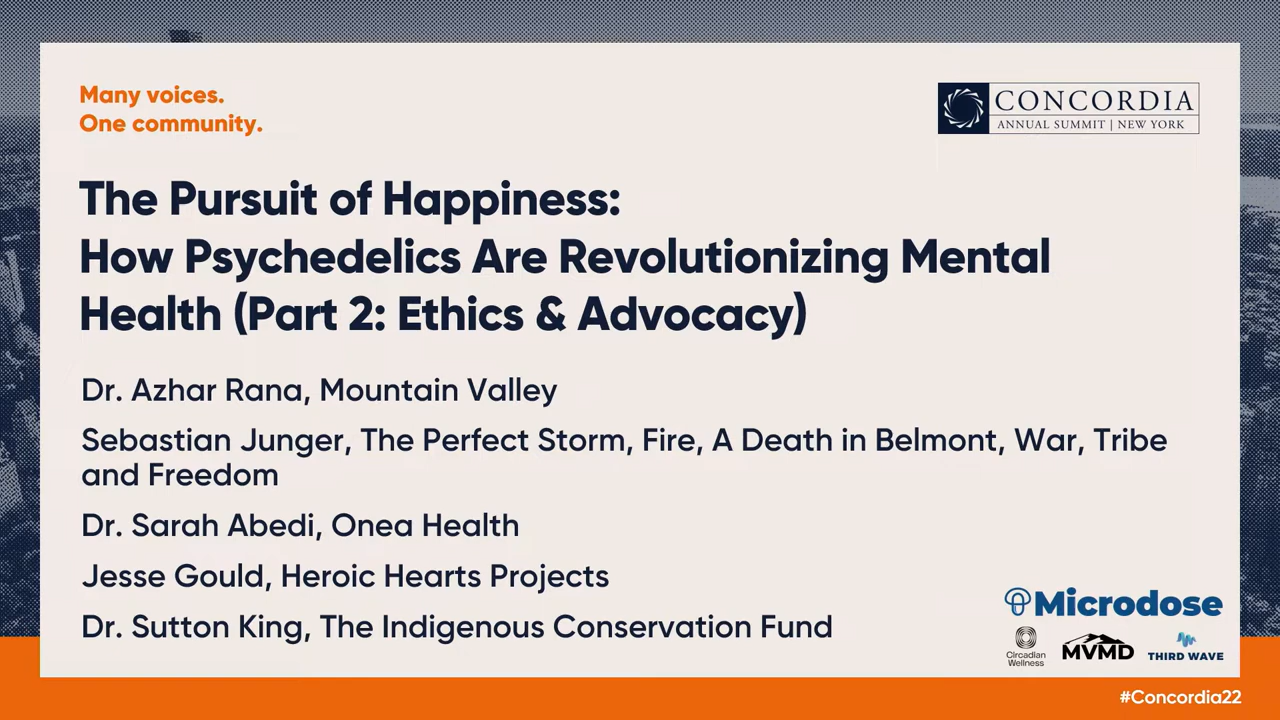 Many voices.
One community.
CONCORDIA
ANNUAL SUMMIT | NEW YORK
The Pursuit of Happiness:
How Psychedelics Are Revolutionizing Mental
Health (Part 2: Ethics & Advocacy)
Dr. Azhar Rana, Mountain Valley
Sebastian Junger, The Perfect Storm, Fire, A Death in Belmont, War, Tribe
and Freedom
Dr. Sarah Abedi, Onea Health
Jesse Gould, Heroic Hearts Projects
Dr. Sutton King, The Indigenous Conservation Fund
Microdose
Circadian
Wellness
MVMD
THIRD WAVE
#Concordia22